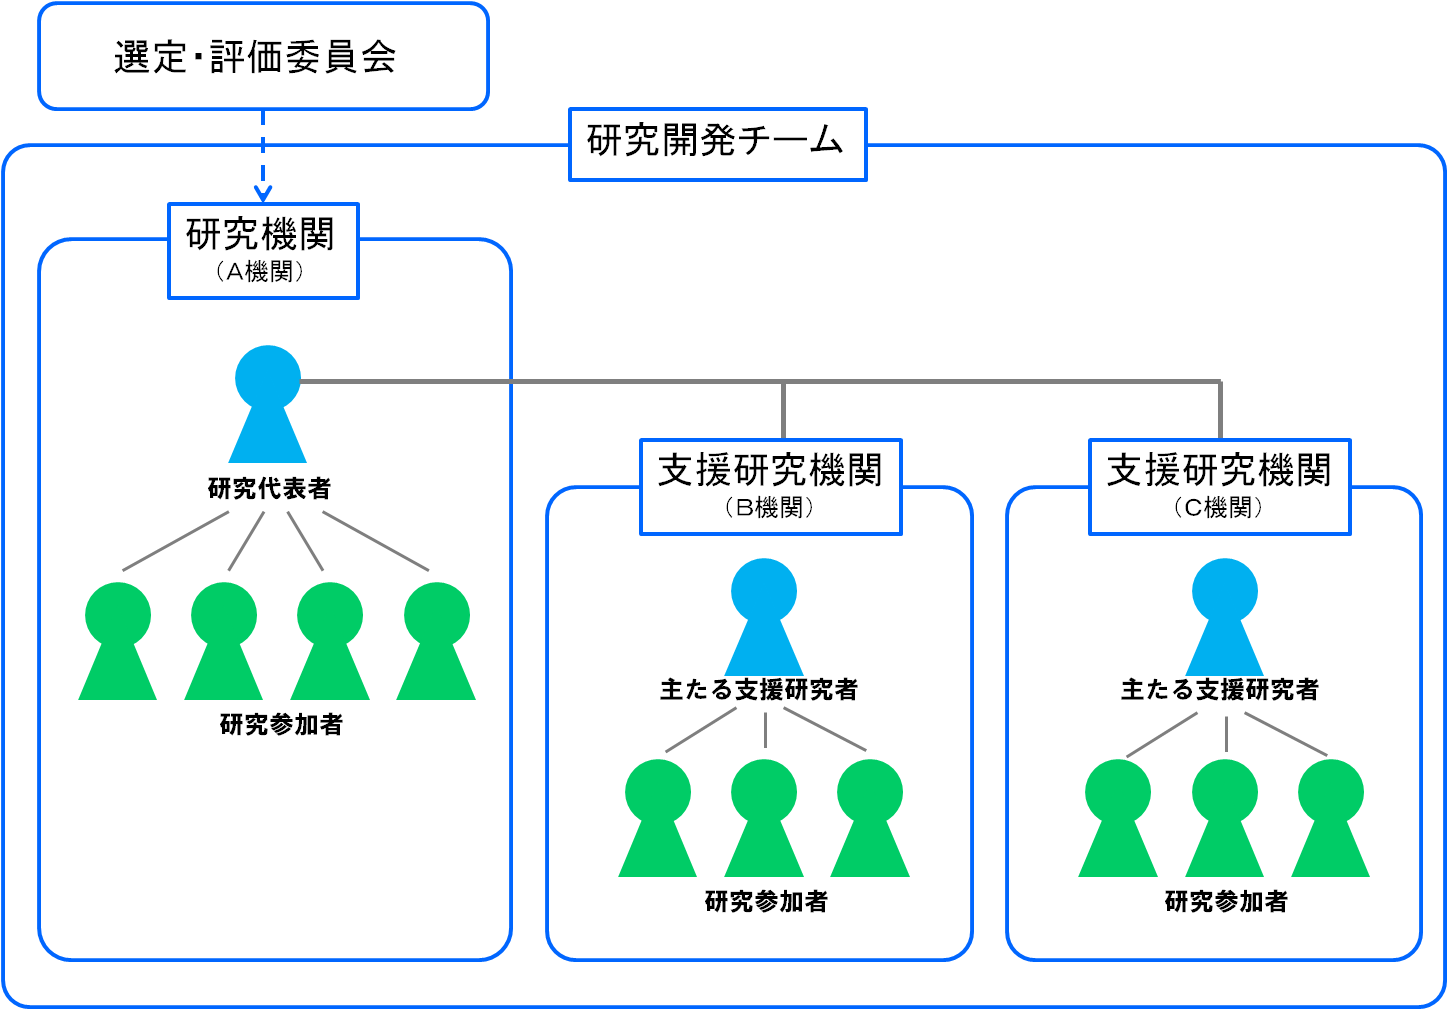 選定・評価委員会
研究開発チーム
研究機関
（A機関）
研究代表者
研究参加者
支援研究機関
（B機関）
主たる支援研究者
研究参加者
支援研究機関
（C機関）
主たる支援研究者
研究参加者